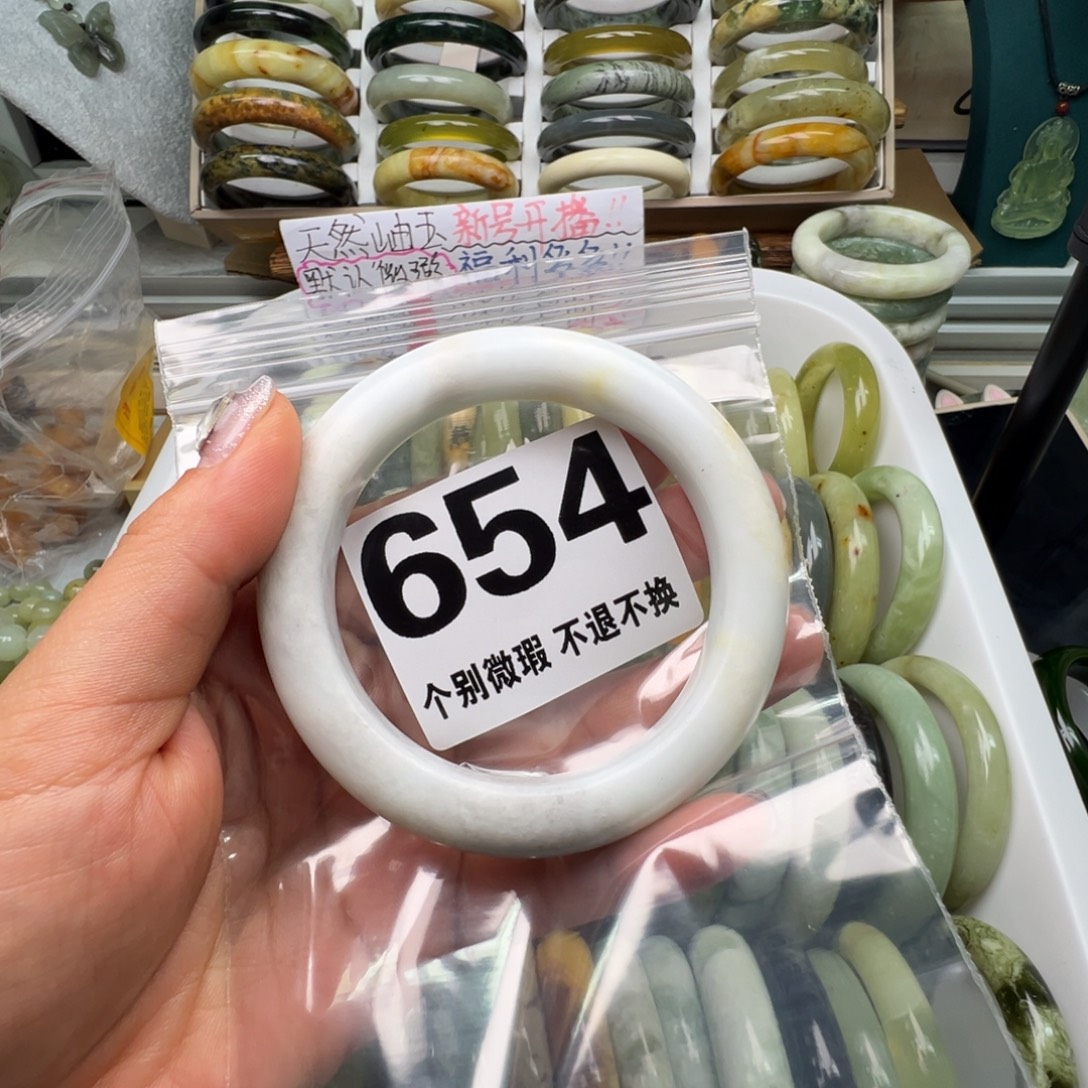 天然岫玉 新号开播!!
默认微瑕 福利多多!!
654
个别微瑕 不退不换